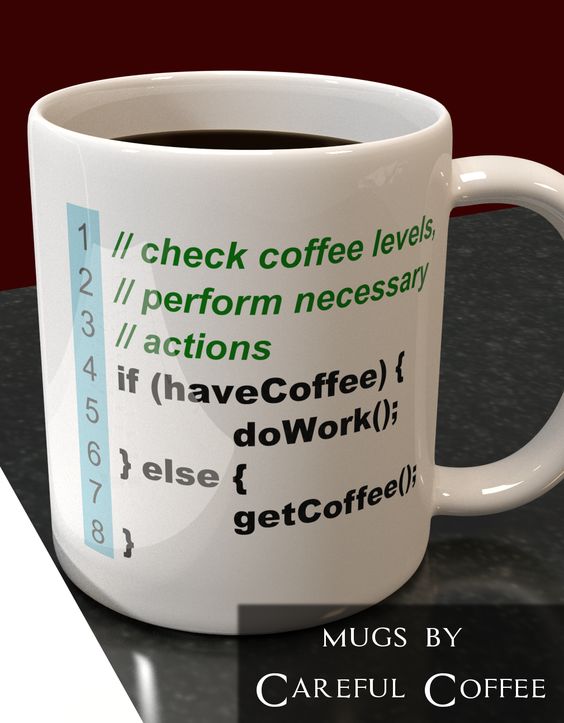 1 // check coffee levels,
2 // perform necessary
3 // actions
4 if (haveCoffee) {
5 doWork();
6 } else {
7 getCoffee();
8 }
MUGS BY
CAREFUL COFFEE